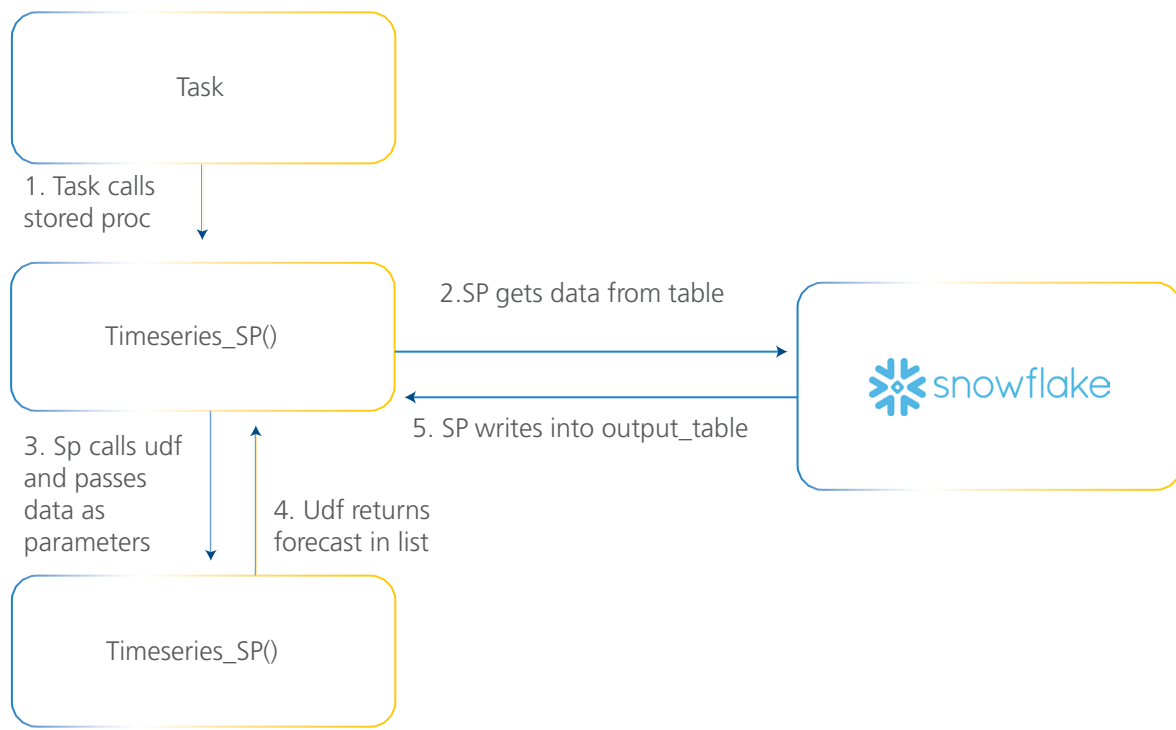 Task
1. Task calls
stored proc
Timeseries_SP()
2.SP gets data from table
snowflake
5. SP writes into output_table
3. Sp calls udf
and passes
data as
parameters
4. Udf returns
forecast in list
Timeseries_SP()